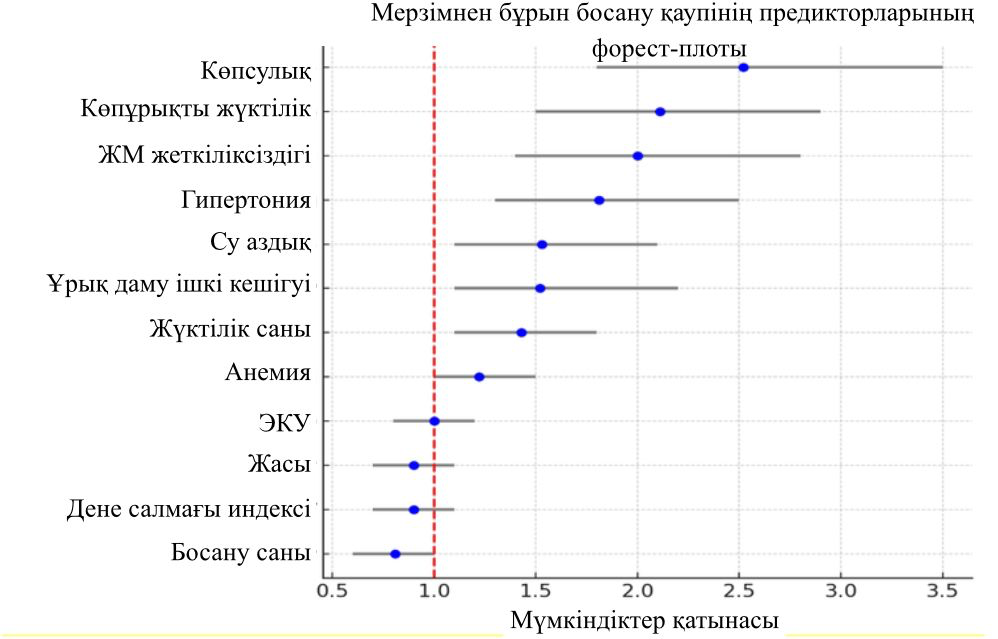 Мерзімнен бұрын босану қаупінің предикторларының
форест-плоты
Көпсулық
Көпұрықты жүктілік
ЖМ жеткіліксіздігі
Гипертония
Су аздық
Ұрық даму ішкі кешігуі
Жүктілік саны
Анемия
ЭКУ
Жасы
Дене салмағы индексі
Босану саны
0.5 1.0 1.5 2.0 2.5 3.0 3.5
Мүмкіндіктер қатынасы